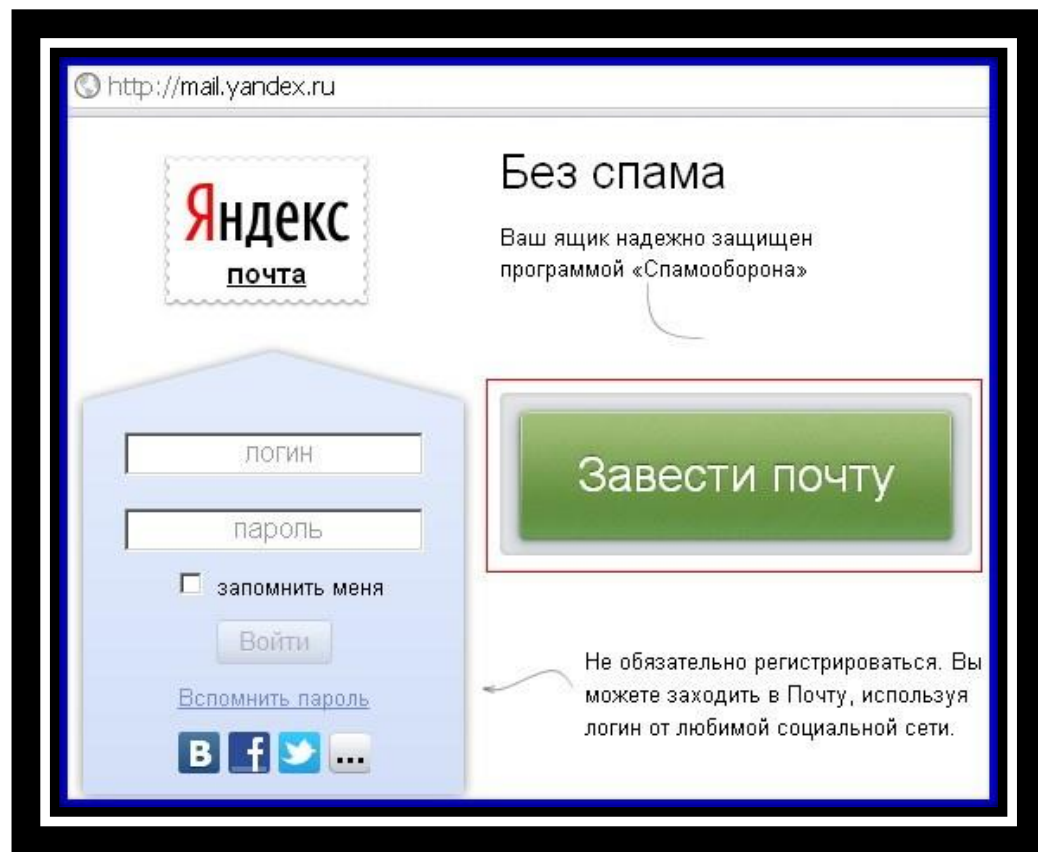 http://mail.yandex.ru
Яндекс
почта
Без спама
Ваш ящик надежно защищен
программой «Спамооборона»
логин
пароль
запомнить меня
Войти
Вспомнить пароль
В f ...
Завести почту
Не обязательно регистрироваться. Вы
можете заходить в Почту, используя
логин от любимой социальной сети.